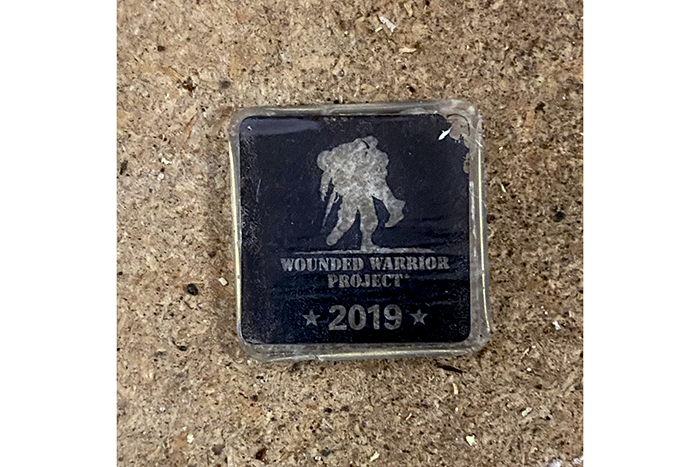 WOUNDED WARRIOR
PROJECT
★ 2019 ★